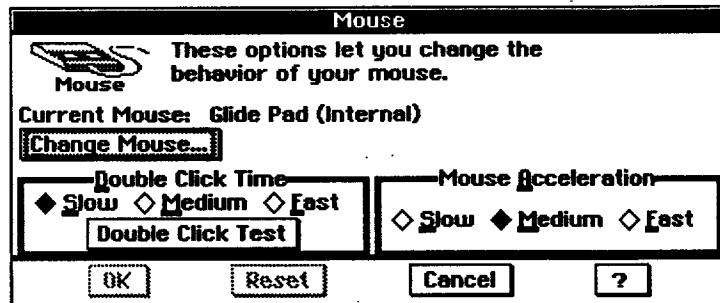 Mouse
These options let you change the
behavior of your mouse.
Mouse
Current Mouse: Glide Pad (Internal)
Change Mouse...
Double Click Time
Slow Medium Fast
Double Click Test
Mouse Acceleration
Slow Medium Fast
OK Reset Cancel ?